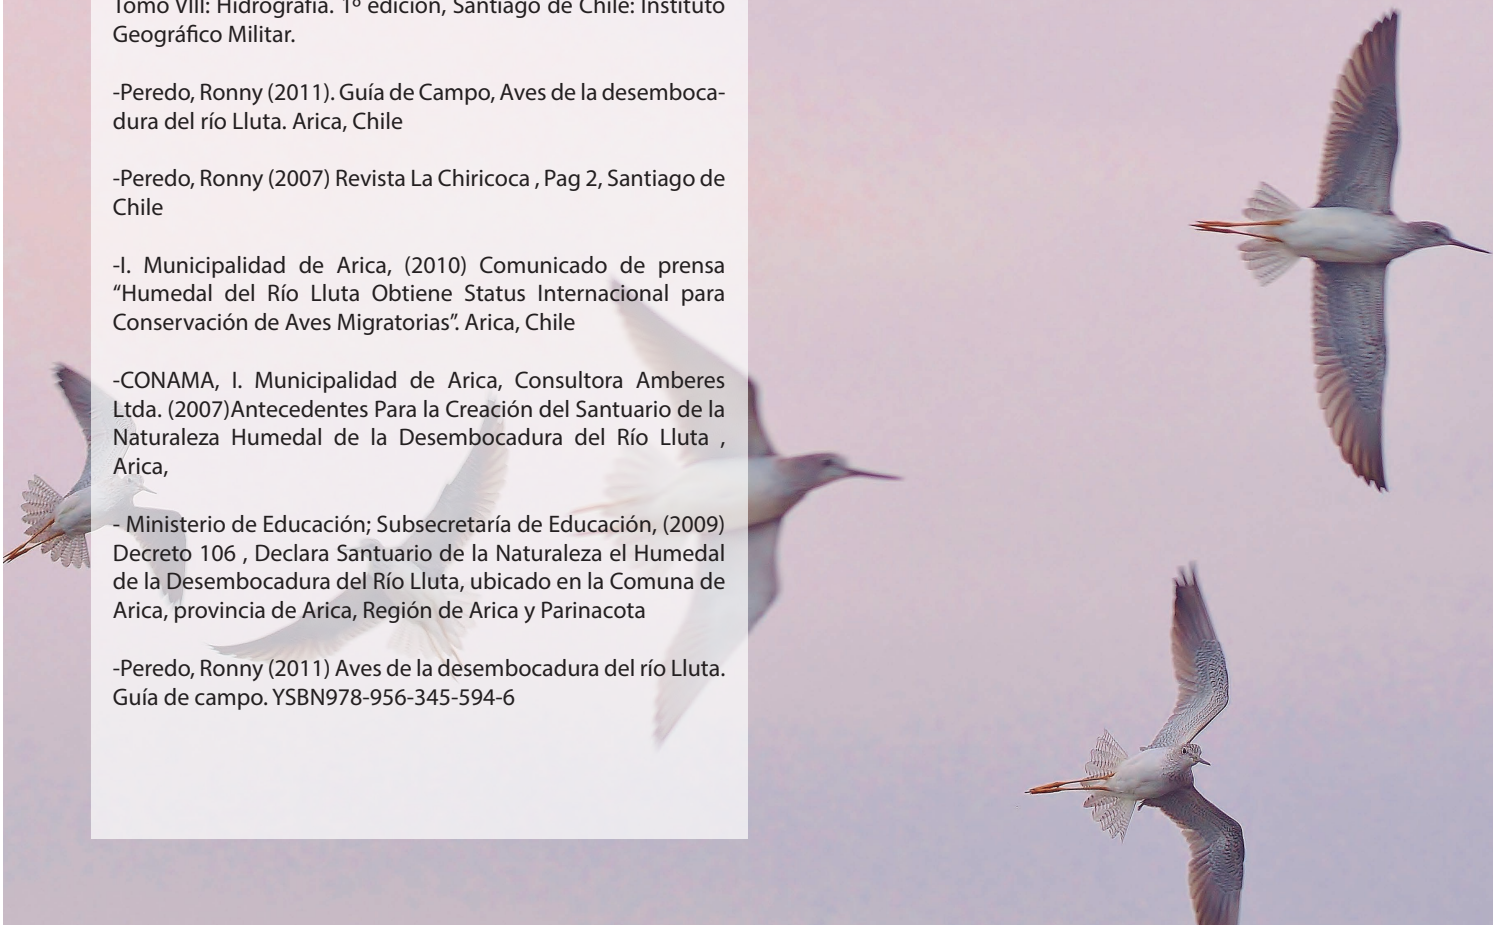 Tomo VIII: Hidrografía. 1º edición, Santiago de Chile: Instituto
Geográfico Militar.
-Peredo, Ronny (2011). Guía de Campo, Aves de la desemboca-
dura del río Lluta. Arica, Chile
-Peredo, Ronny (2007) Revista La Chiricoca , Pag 2, Santiago de
Chile
-I. Municipalidad de Arica, (2010) Comunicado de prensa
“Humedal del Río Lluta Obtiene Status Internacional para
Conservación de Aves Migratorias”. Arica, Chile
-CONAMA, I. Municipalidad de Arica, Consultora Amberes
Ltda. (2007)Antecedentes Para la Creación del Santuario de la
Naturaleza Humedal de la Desembocadura del Río Lluta ,
Arica,
- Ministerio de Educación; Subsecretaría de Educación, (2009)
Decreto 106 , Declara Santuario de la Naturaleza el Humedal
de la Desembocadura del Río Lluta, ubicado en la Comuna de
Arica, provincia de Arica, Región de Arica y Parinacota
-Peredo, Ronny (2011) Aves de la desembocadura del río Lluta.
Guía de campo. YSBN978-956-345-594-6